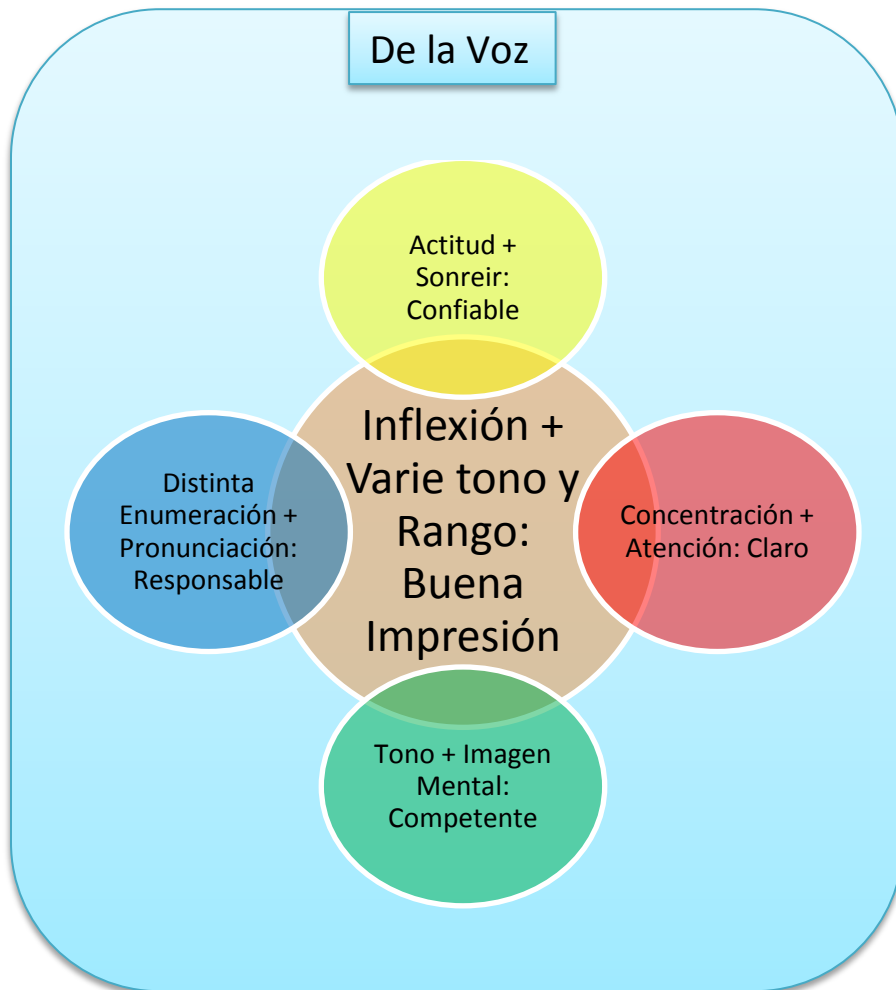 De la Voz
Actitud +
Sonreir:
Confiable
Inflexión +
Varie tono y
Rango:
Buena
Impresión
Distinta
Enumeración +
Pronunciación:
Responsable
Concentración +
Atención: Claro
Tono + Imagen
Mental:
Competente